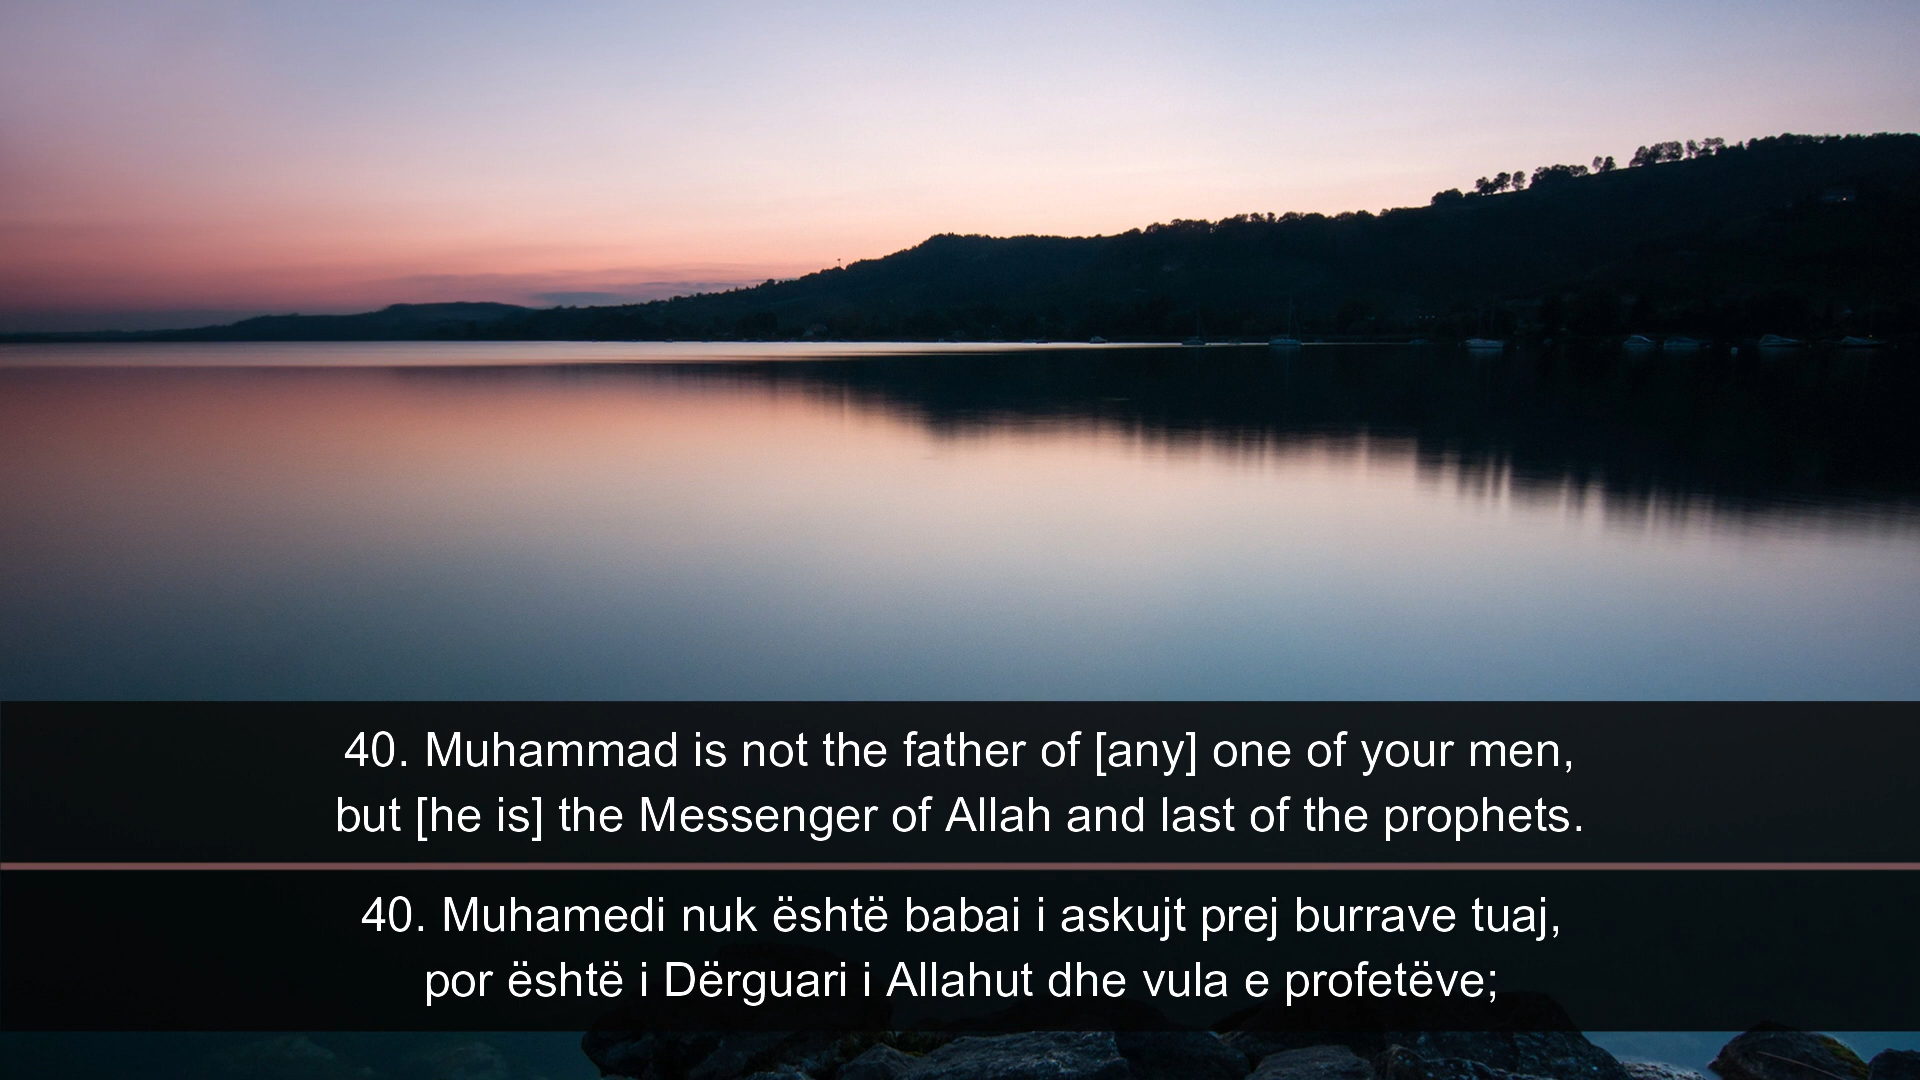 40. Muhammad is not the father of [any] one of your men,
but [he is] the Messenger of Allah and last of the prophets.
40. Muhamedi nuk është babai i askujt prej burrave tuaj,
por është i Dërguari i Allahut dhe vula e profetëve;